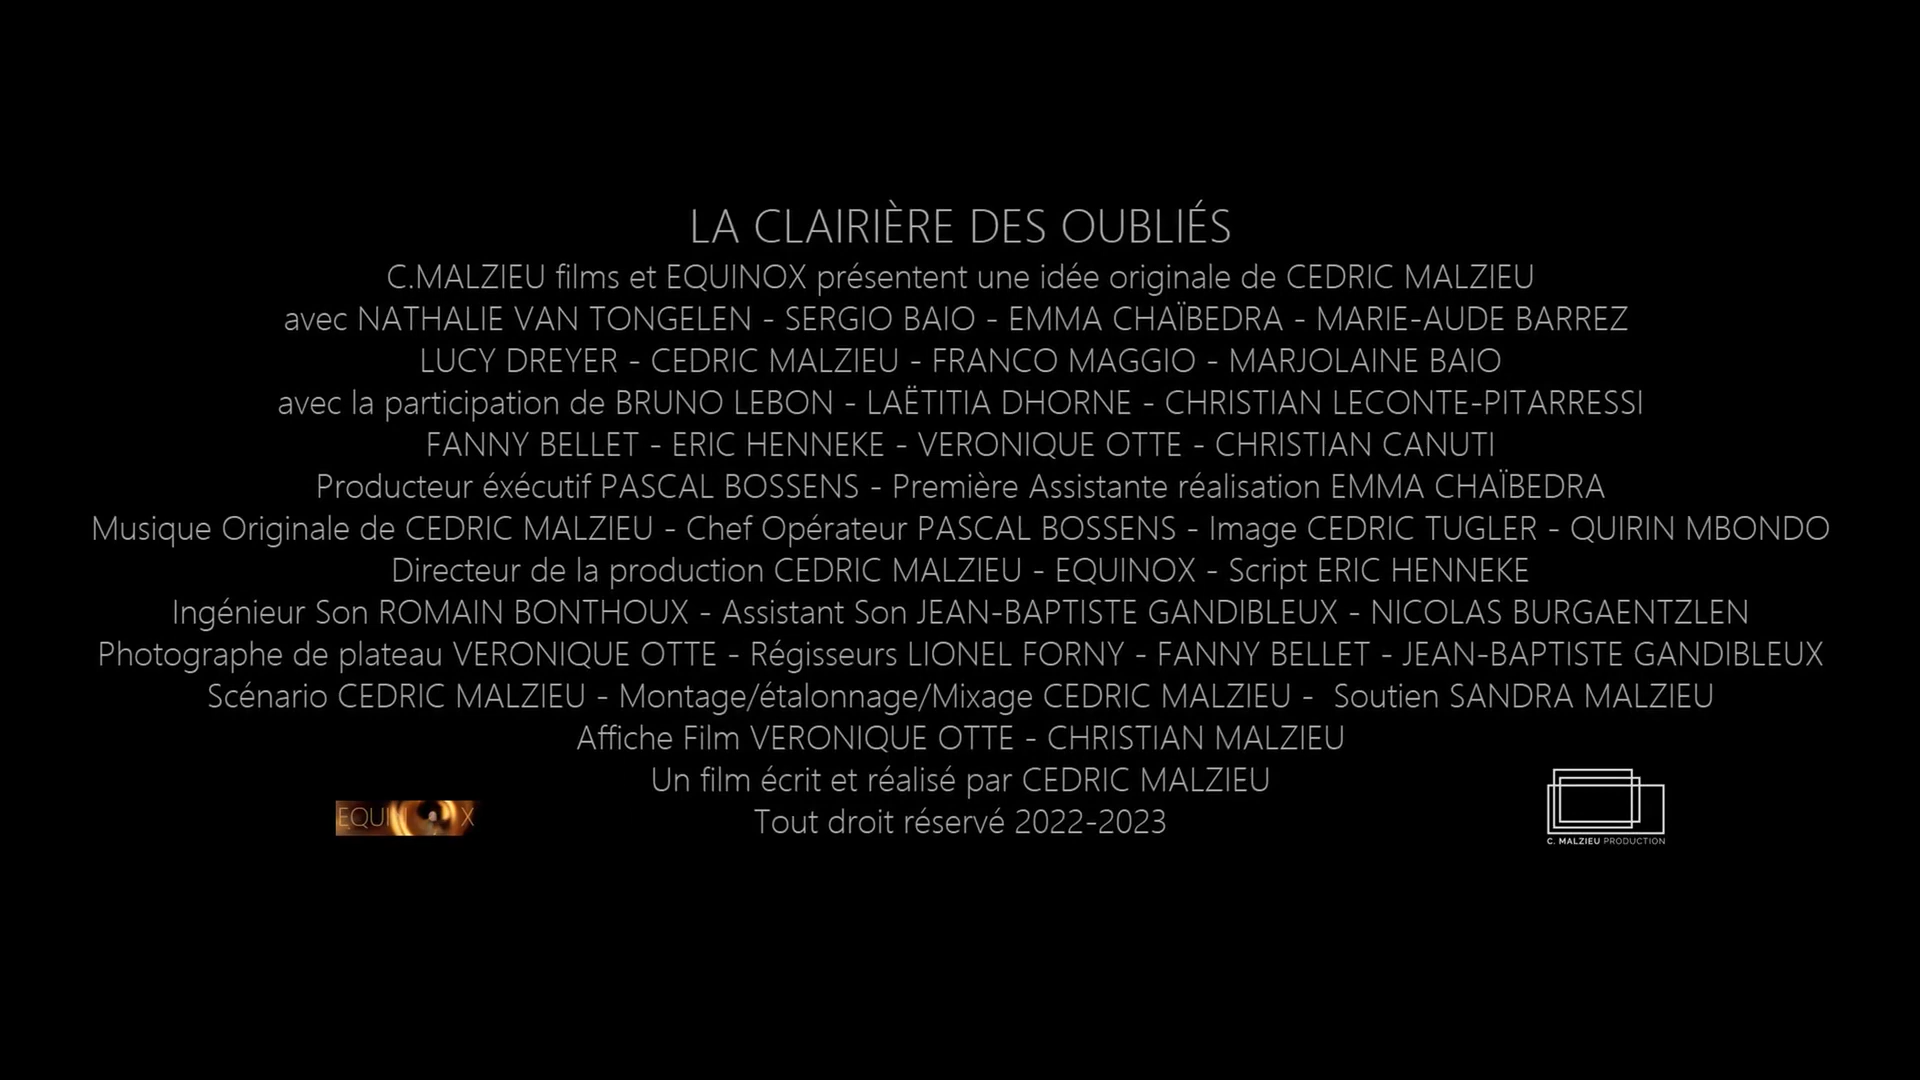 LA CLAIRIÈRE DES OUBLIÉS
C.MALZIEU films et EQUINOX présentent une idée originale de CEDRIC MALZIEU
avec NATHALIE VAN TONGELEN - SERGIO BAIO - EMMA CHAÏBEDRA - MARIE-AUDE BARREZ
LUCY DREYER - CEDRIC MALZIEU - FRANCO MAGGIO - MARJOLAINE BAIO
avec la participation de BRUNO LEBON - LAËTITIA DHORNE - CHRISTIAN LECONTE-PITARRESSI
FANNY BELLET - ERIC HENNEKE - VERONIQUE OTTE - CHRISTIAN CANUTI
Producteur éxécutif PASCAL BOSSENS - Première Assistante réalisation EMMA CHAÏBEDRA
Musique Originale de CEDRIC MALZIEU - Chef Opérateur PASCAL BOSSENS - Image CEDRIC TUGLER - QUIRIN MBONDO
Directeur de la production CEDRIC MALZIEU - EQUINOX - Script ERIC HENNEKE
Ingénieur Son ROMAIN BONTHOUX - Assistant Son JEAN-BAPTISTE GANDIBLEUX - NICOLAS BURGAENTZLEN
Photographe de plateau VERONIQUE OTTE - Régisseurs LIONEL FORNY - FANNY BELLET - JEAN-BAPTISTE GANDIBLEUX
Scénario CEDRIC MALZIEU - Montage/étalonnage/Mixage CEDRIC MALZIEU - Soutien SANDRA MALZIEU
Affiche Film VERONIQUE OTTE - CHRISTIAN MALZIEU
Un film écrit et réalisé par CEDRIC MALZIEU
EQUINOX
Tout droit réservé 2022-2023
C. MALZIEU PRODUCTION